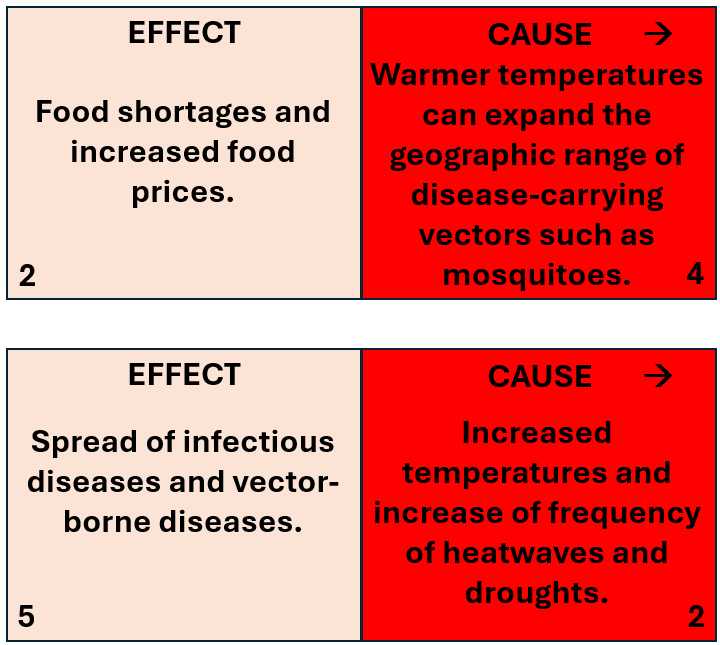 EFFECT
Food shortages and
increased food
prices.
2
CAUSE →
Warmer temperatures
can expand the
geographic range of
disease-carrying
vectors such as
mosquitoes.
4
EFFECT
Spread of infectious
diseases and vector-
borne diseases.
5
CAUSE →
Increased
temperatures and
increase of frequency
of heatwaves and
droughts.
2